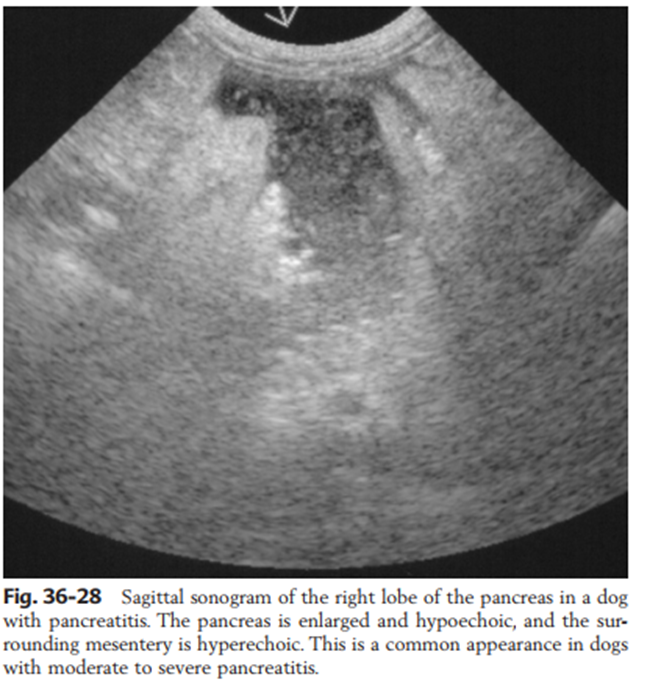 Fig. 36-28 Sagittal sonogram of the right lobe of the pancreas in a dog
with pancreatitis. The pancreas is enlarged and hypoechoic, and the sur-
rounding mesentery is hyperechoic. This is a common appearance in dogs
with moderate to severe pancreatitis.